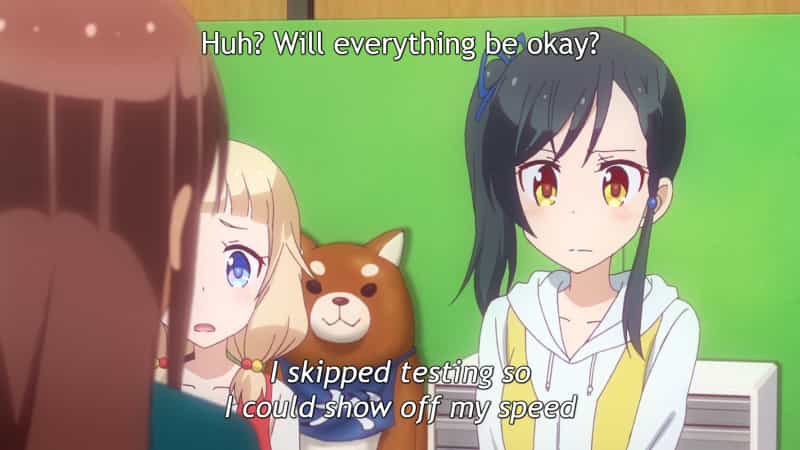 Huh? Will everything be okay?
I skipped testing so
I could show off my speed